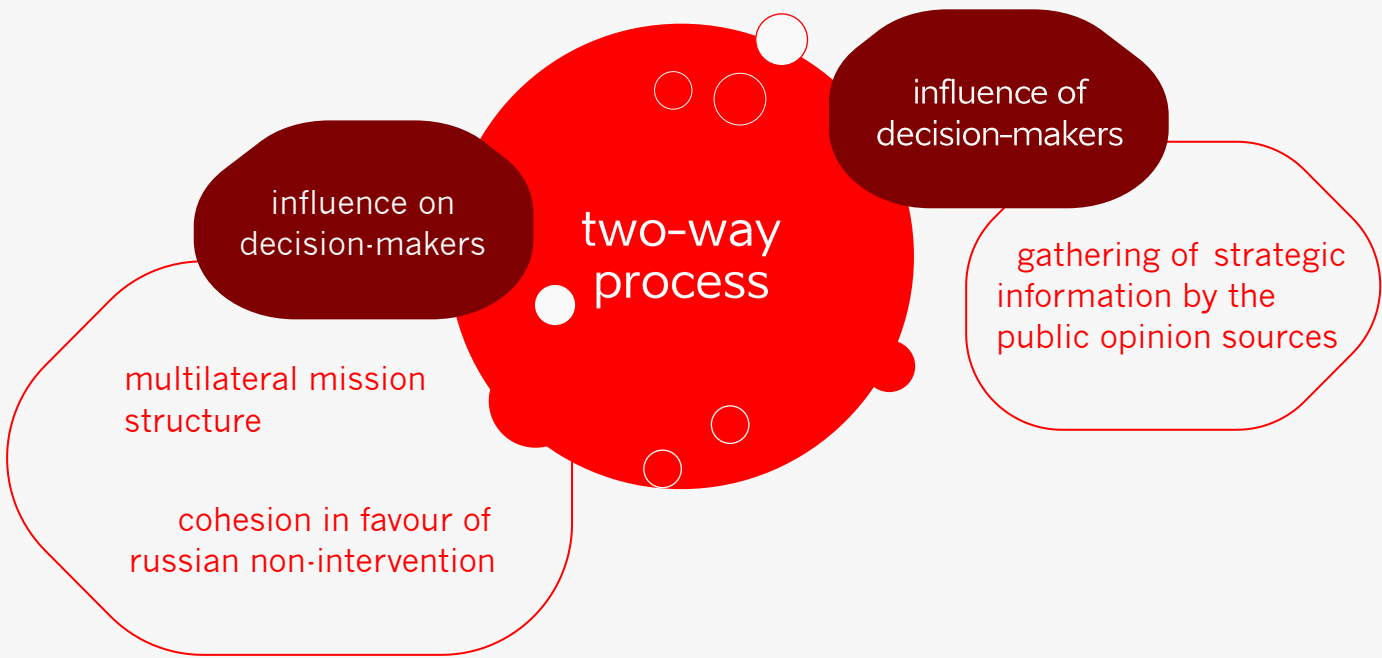 influence on
decision-makers
multilateral mission
structure
cohesion in favour of
russian non-intervention
two-way
process
influence of
decision-makers
gathering of strategic
information by the
public opinion sources